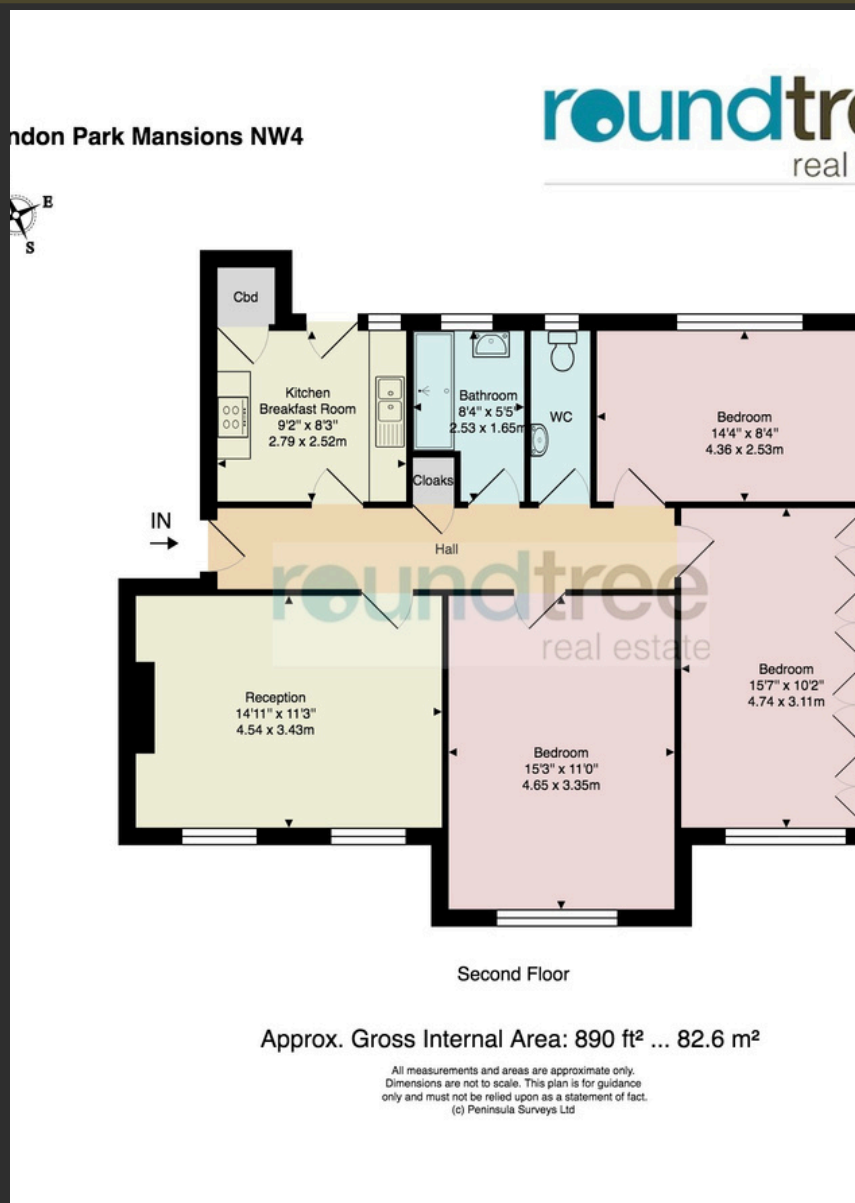 ndon Park Mansions NW4
roundtre
real
E
S
Cbd
Kitchen
Breakfast Room
9'2" x 8'3"
2.79 x 2.52m
Bathroom
8'4" x 5'5"
2.53 x 1.65m
WC
Bedroom
14'4" x 8'4"
4.36 x 2.53m
Cloaks
IN
Hall
roundtree
real estate
Reception
14'11" x 11'3"
4.54 x 3.43m
Bedroom
15'3" x 11'0"
4.65 x 3.35m
Bedroom
15'7" x 10'2"
4.74 x 3.11m
Second Floor
Approx. Gross Internal Area: 890 ft² ... 82.6 m²
All measurements and areas are approximate only.
Dimensions are not to scale. This plan is for guidance
only and must not be relied upon as a statement of fact.
(c) Peninsula Surveys Ltd